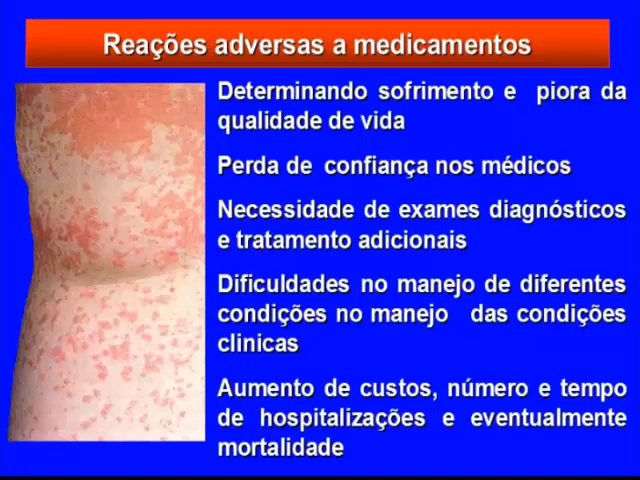 Reações adversas a medicamentos
Determinando sofrimento e piora da
qualidade de vida
Perda de confiança nos médicos
Necessidade de exames diagnósticos
e tratamento adicionais
Dificuldades no manejo de diferentes
condições no manejo das condições
clinicas
Aumento de custos, número e tempo
de hospitalizações e eventualmente
mortalidade